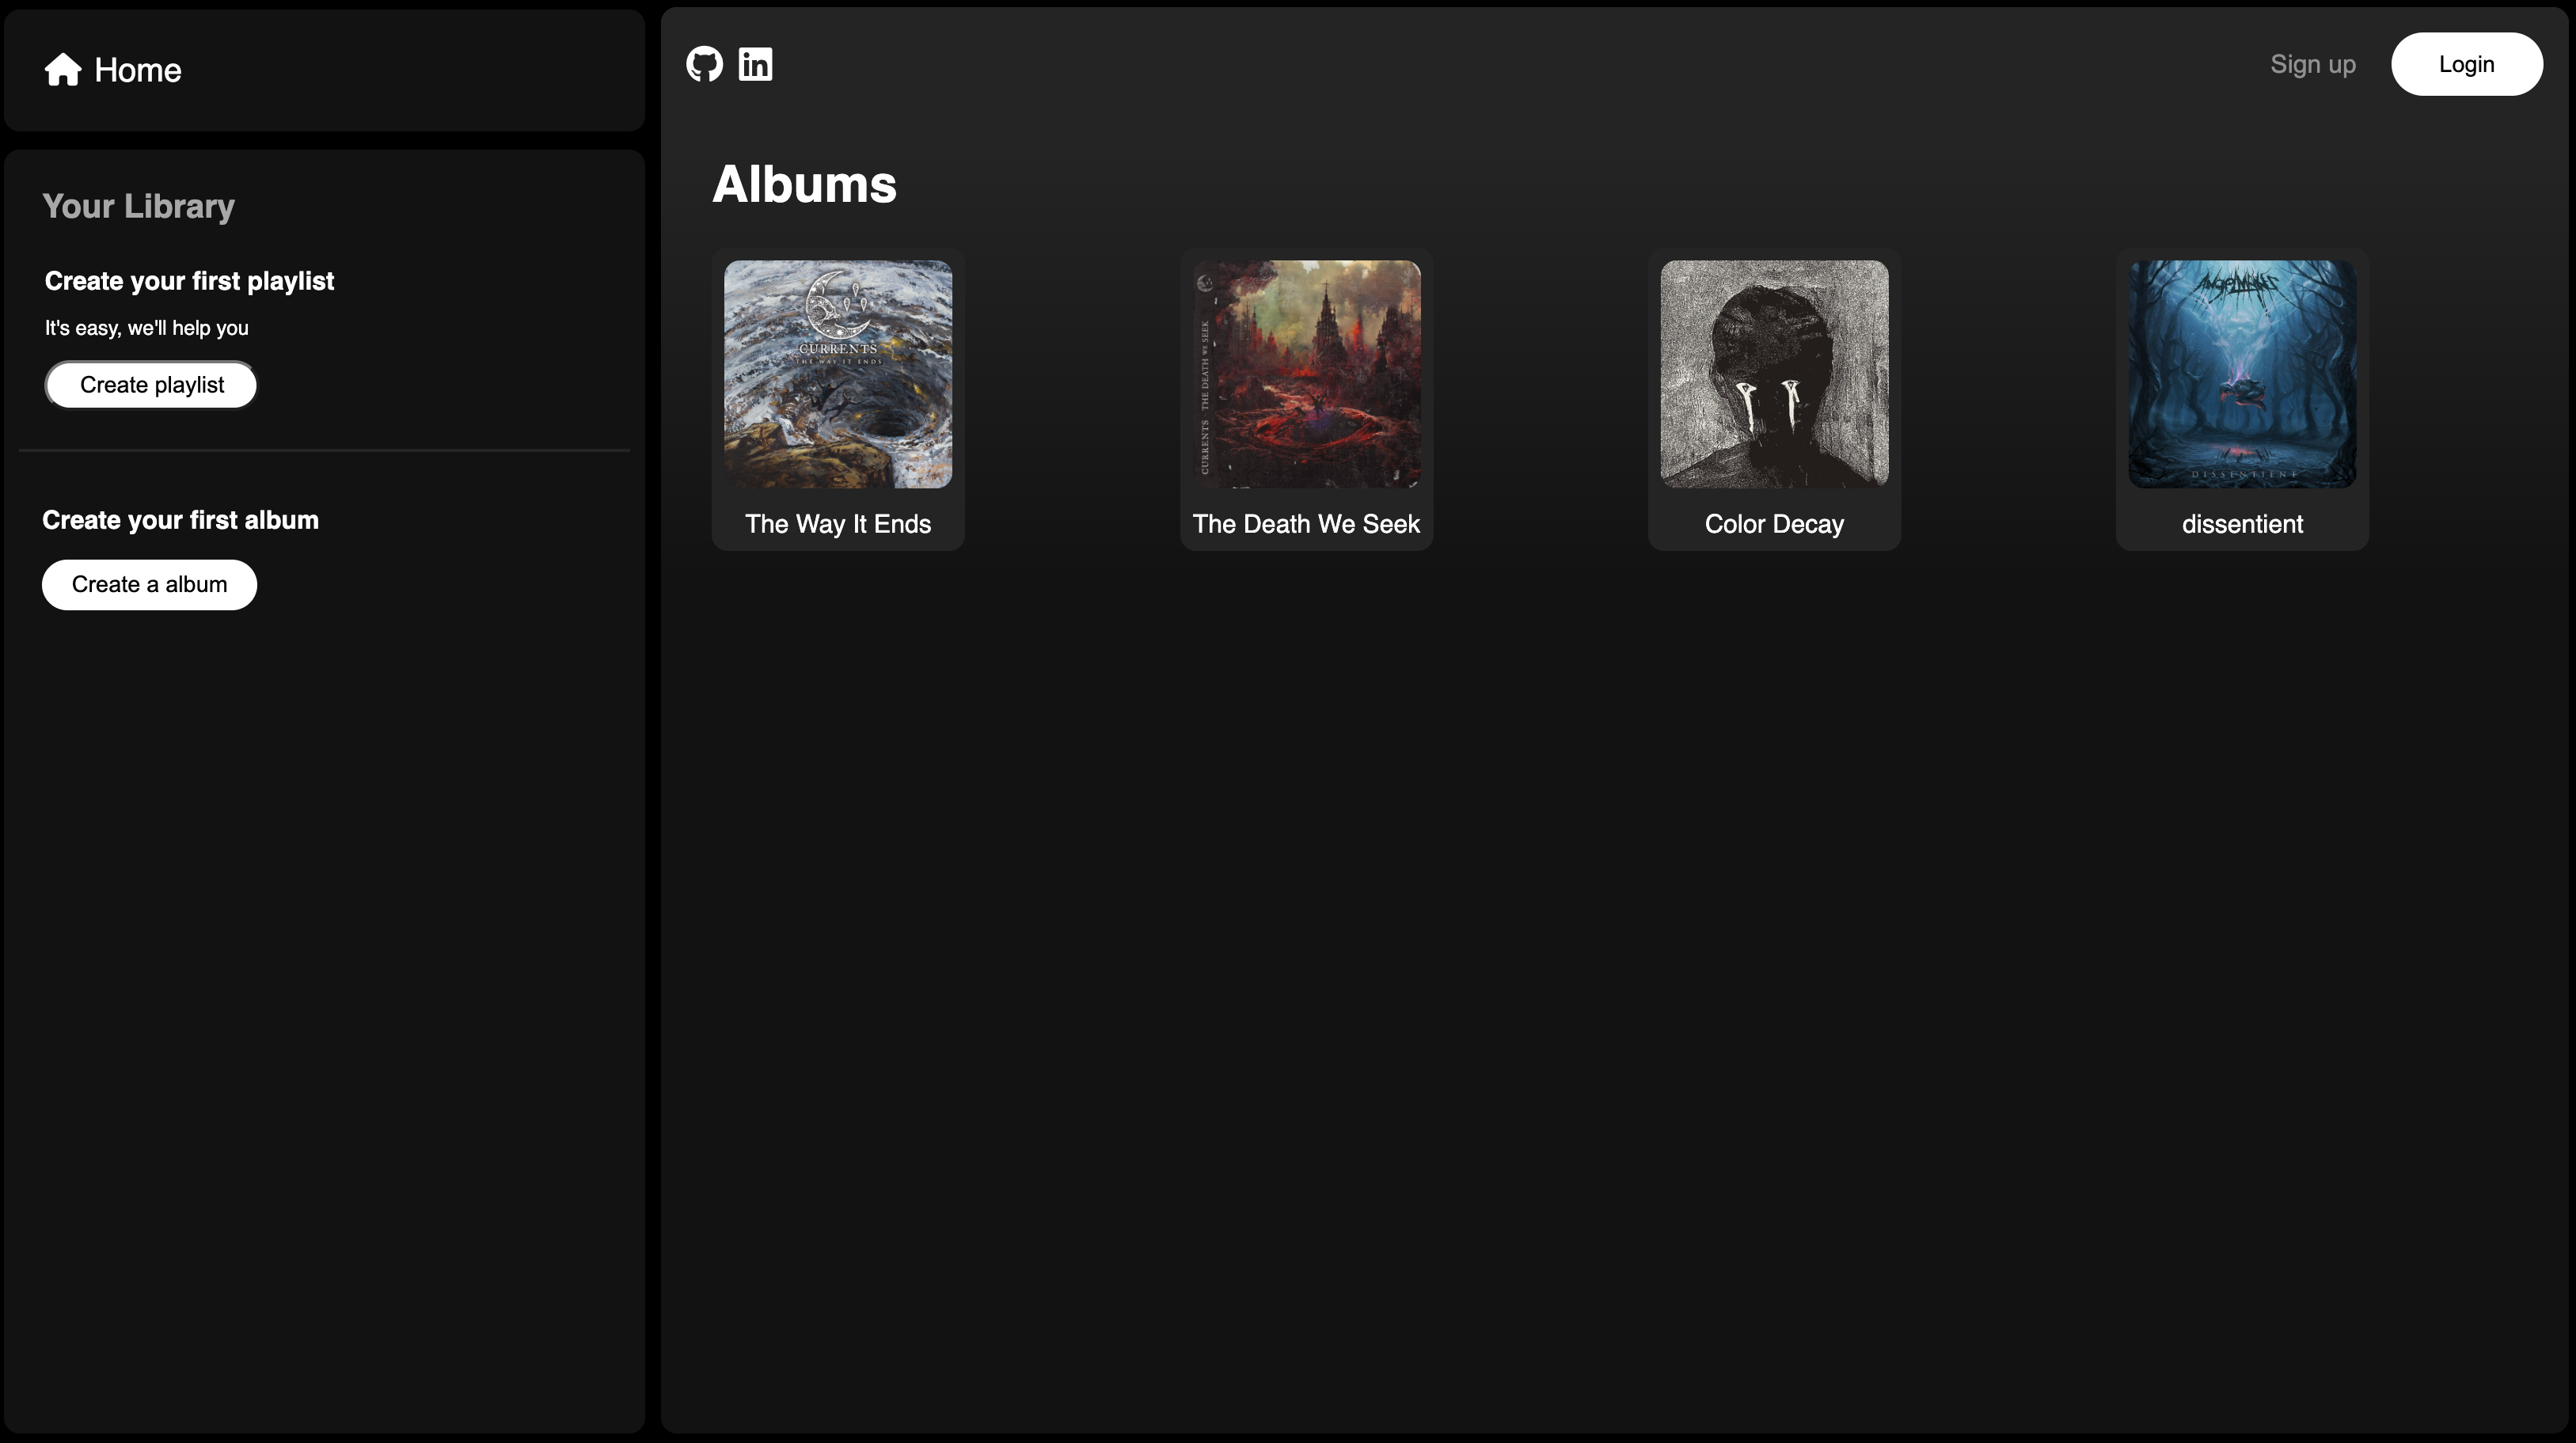 Home
Sign up
Login
Your Library
Create your first playlist
It's easy, we'll help you
Create playlist
Create your first album
Create a album
Albums
CURRENTS
THE WAY IT ENDS
The Way It Ends
CURRENTS THE DEATH WE SEEK
The Death We Seek
Color Decay
DISSENTIENT
dissentient